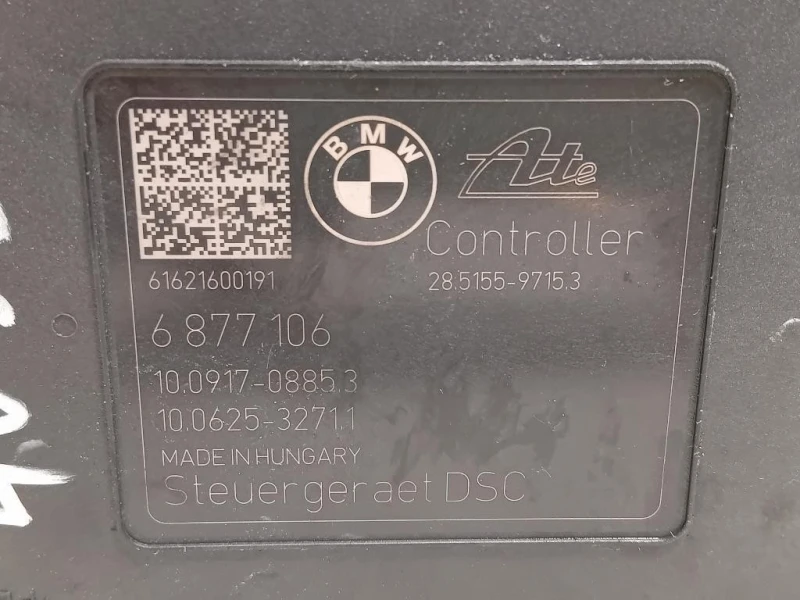 BMW
Ate
Controller
61621600191
28.5155-9715.3
6 877 106
10.0917-0885.3
10.0625-3271.1
MADE IN HUNGARY
Steuergeraet DSC